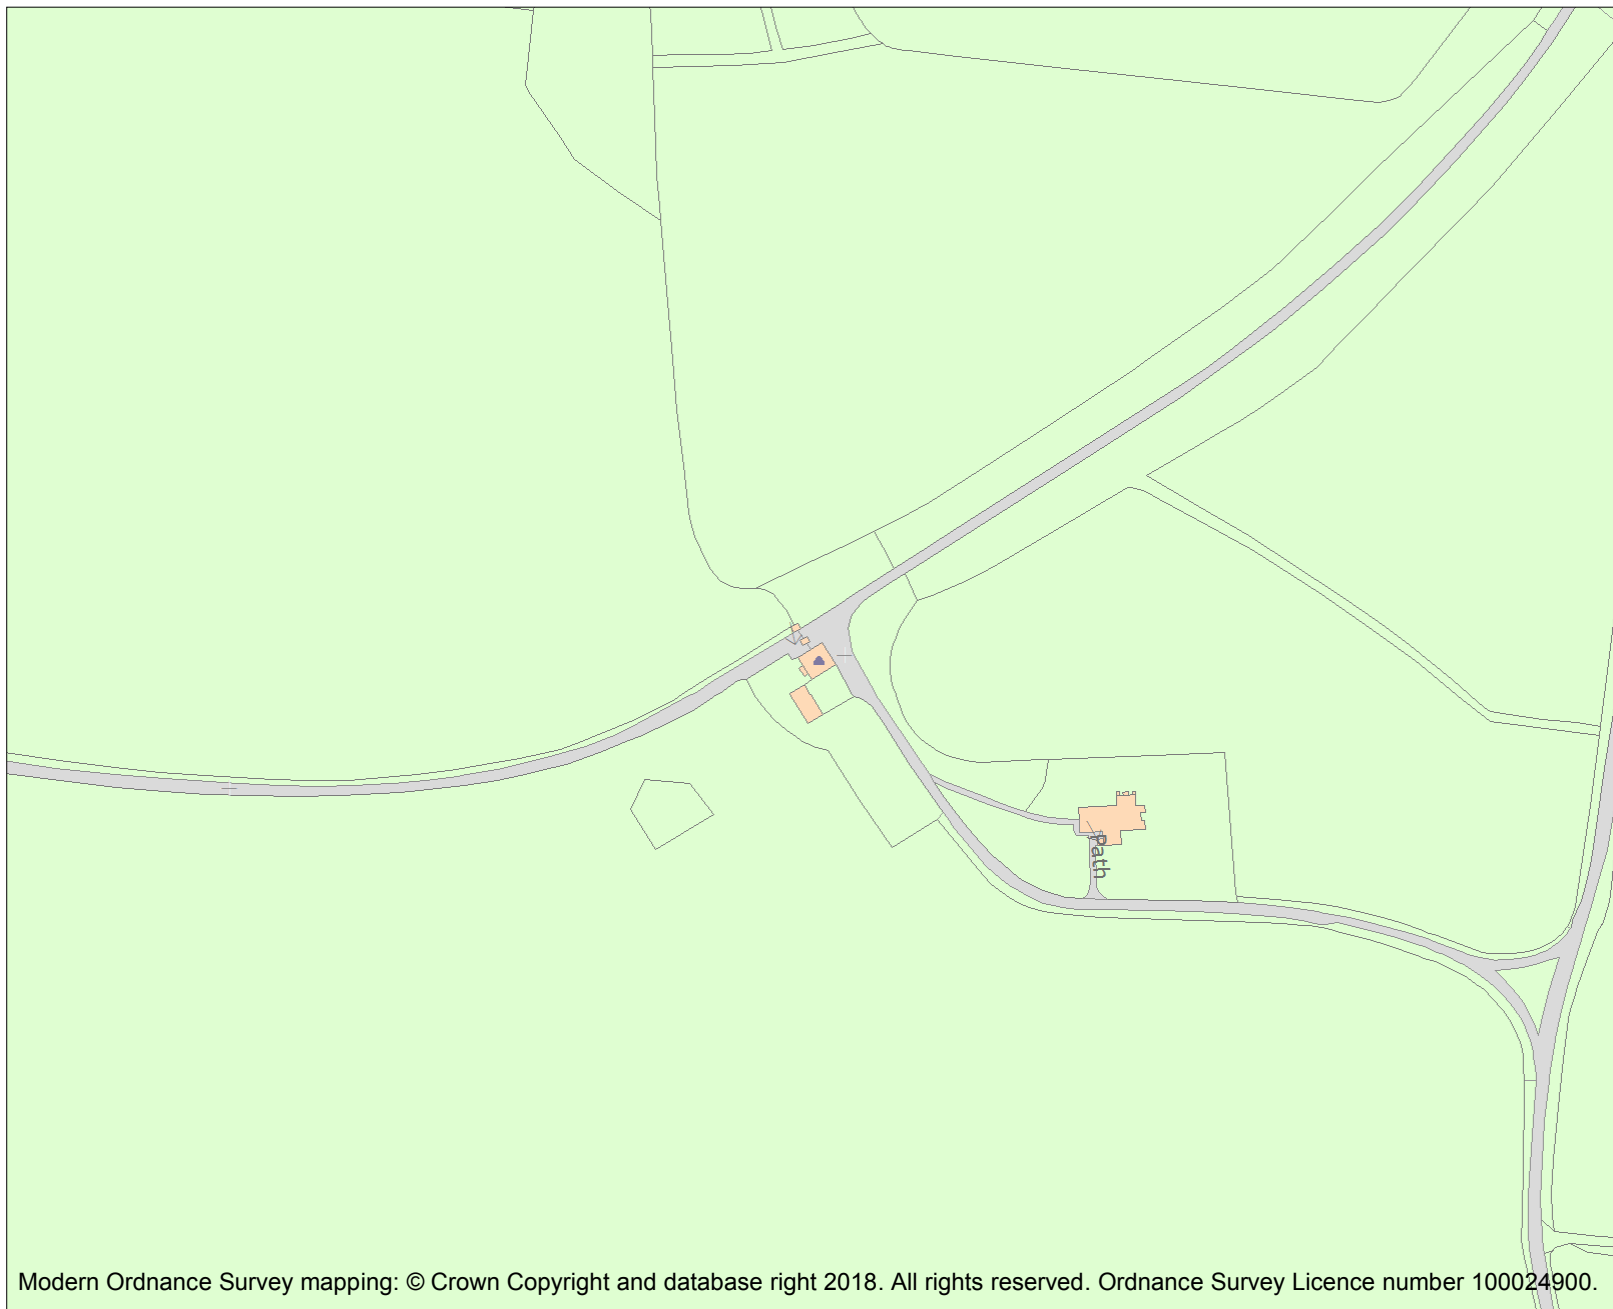 Path
Modern Ordnance Survey mapping: © Crown Copyright and database right 2018. All rights reserved. Ordnance Survey Licence number 100024900.